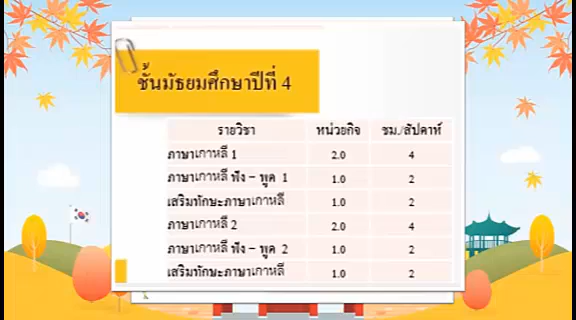 ชั้นมัธยมศึกษาปีที่ 4
รายวิชา หน่วยกิจ ชม./สัปดาห์
ภาษาเกาหลี 1 2.0 4
ภาษาเกาหลี ฟัง - พูด 1 1.0 2
เสริมทักษะภาษาเกาหลี 1.0 2
ภาษาเกาหลี 2 2.0 4
ภาษาเกาหลี ฟัง - พูด 2 1.0 2
เสริมทักษะภาษาเกาหลี 1.0 2